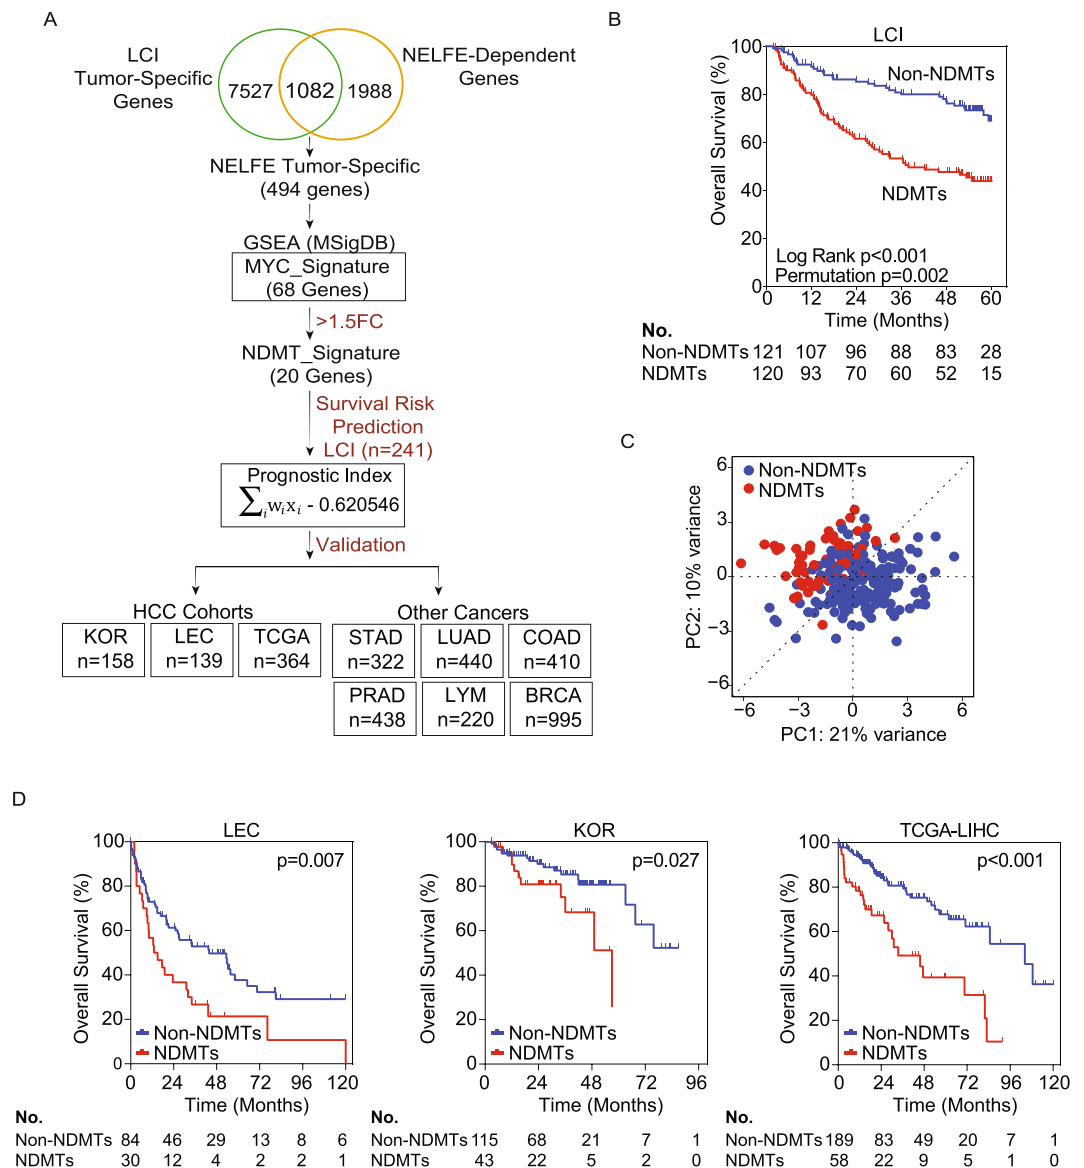 A
LCI
Tumor-Specific
Genes
NELFE-Dependent
Genes
7527 1082 1988
NELFE Tumor-Specific
(494 genes)
GSEA (MSigDB)
MYC_Signature
(68 Genes)
>1.5FC
NDMT_Signature
(20 Genes)
Survival Risk
Prediction
LCI (n=241)
Prognostic Index
∑iwixi - 0.620546
Validation
HCC Cohorts
KOR
n=158
LEC
n=139
TCGA
n=364
Other Cancers
STAD
n=322
LUAD
n=440
COAD
n=410
PRAD
n=438
LYM
n=220
BRCA
n=995
B
LCI
Overall Survival (%)
100
80
60
40
20
0
Non-NDMTs
NDMTs
Log Rank p<0.001
Permutation p=0.002
0 12 24 36 48 60
Time (Months)
No.
Non-NDMTs 121 107 96 88 83 28
NDMTs 120 93 70 60 52 15
C
PC2: 10% variance
6
3
0
−3
−6
Non-NDMTs
NDMTs
−6 −3 0 3 6
PC1: 21% variance
D
LEC
Overall Survival (%)
100
80
60
40
20
0
p=0.007
Non-NDMTs
NDMTs
0 24 48 72 96 120
Time (Months)
No.
Non-NDMTs 84 46 29 13 8 6
NDMTs 30 12 4 2 2 1
KOR
Overall Survival (%)
100
80
60
40
20
0
p=0.027
Non-NDMTs
NDMTs
0 24 48 72 96
Time (Months)
No.
Non-NDMTs 115 68 21 7 1
NDMTs 43 22 5 2 0
TCGA-LIHC
Overall Survival (%)
100
80
60
40
20
0
p<0.001
Non-NDMTs
NDMTs
0 24 48 72 96 120
Time (Months)
No.
Non-NDMTs 189 83 49 20 7 1
NDMTs 58 22 9 5 1 0